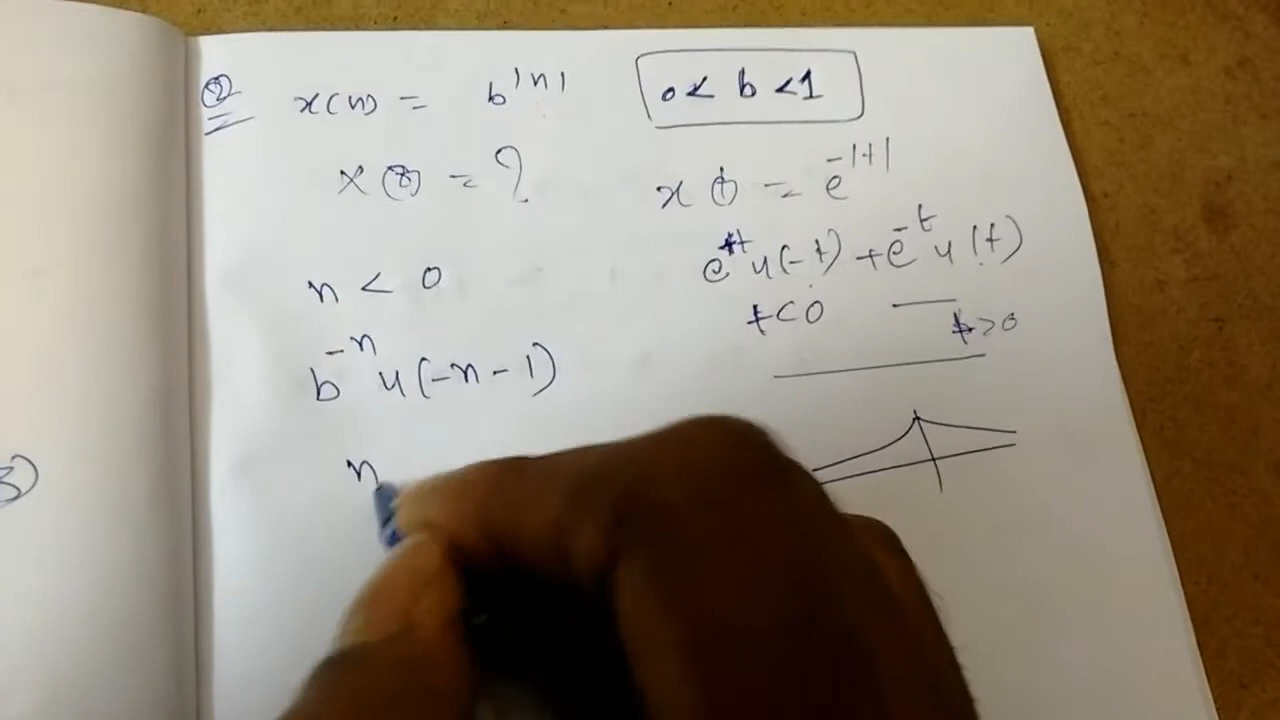 ② x(n) = b^|n| 0 < b < 1
X(z) = ?
x(t) = e^-|t|
e^t u(-t) + e^-t u(t)
n < 0
t < 0 t > 0
b^-n u(-n-1)
n
3)